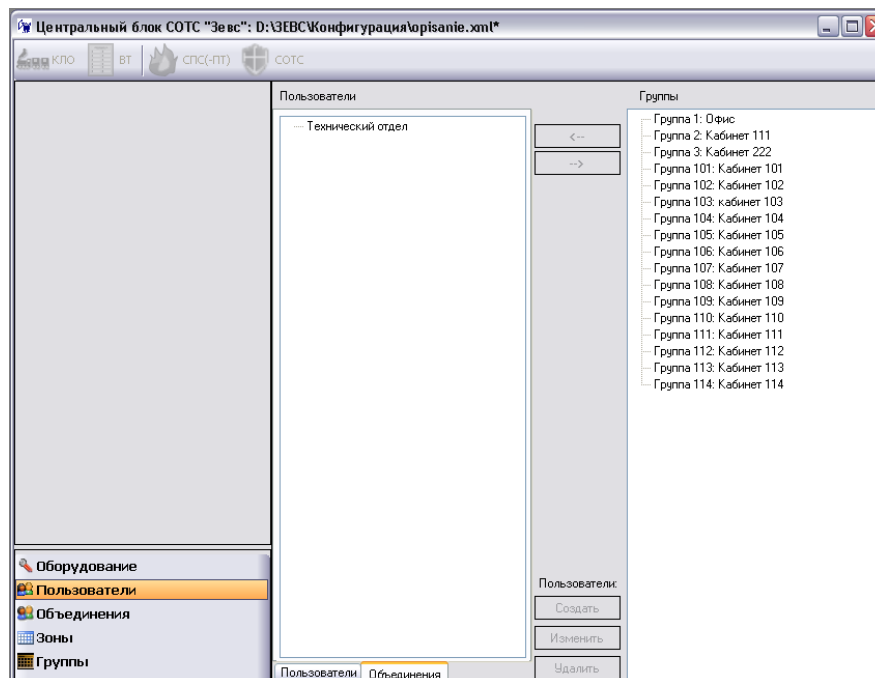 Центральный блок СОТС "Зевс": D:\ЗЕВС\Конфигурация\opisanie.xml*
КЛО ВТ СПС(-ПТ) СОТС
Пользователи
Технический отдел
<--
-->
Группы
Группа 1: Офис
Группа 2: Кабинет 111
Группа 3: Кабинет 222
Группа 101: Кабинет 101
Группа 102: Кабинет 102
Группа 103: кабинет 103
Группа 104: Кабинет 104
Группа 105: Кабинет 105
Группа 106: Кабинет 106
Группа 107: Кабинет 107
Группа 108: Кабинет 108
Группа 109: Кабинет 109
Группа 110: Кабинет 110
Группа 111: Кабинет 111
Группа 112: Кабинет 112
Группа 113: Кабинет 113
Группа 114: Кабинет 114
Оборудование
Пользователи
Объединения
Зоны
Группы
Пользователи:
Создать
Изменить
Удалить
Пользователи Объединения